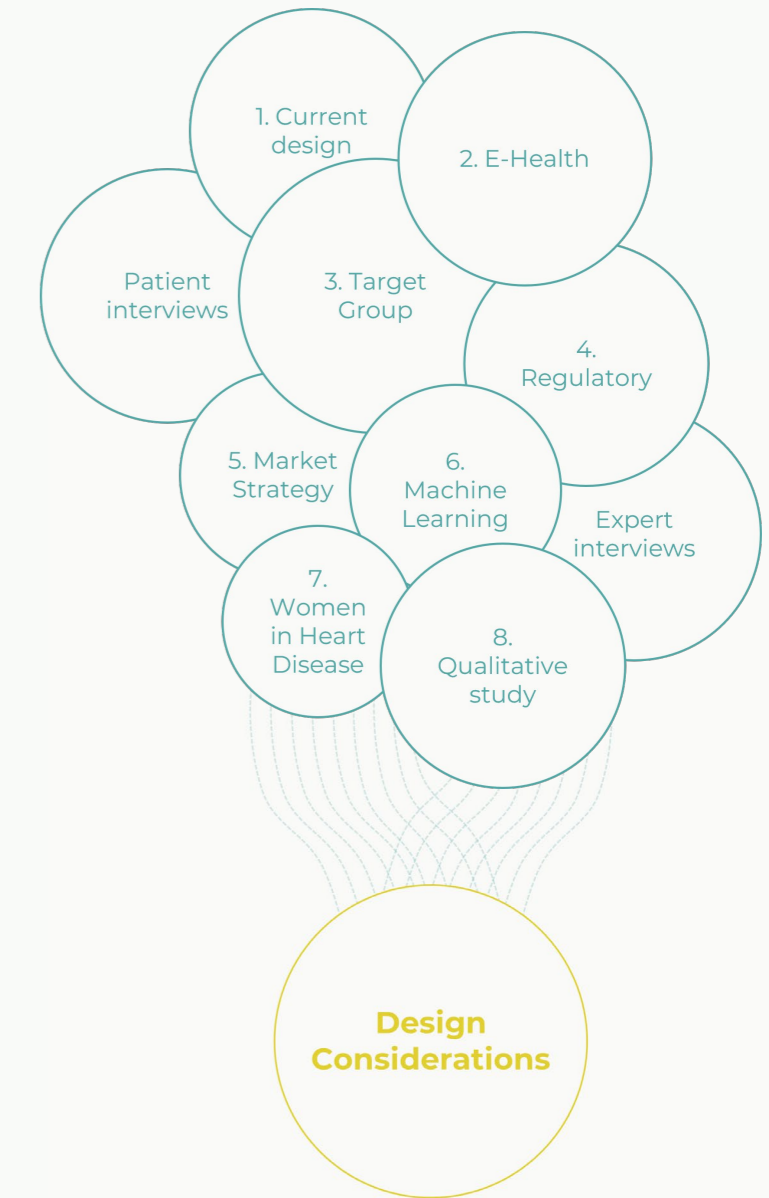 1. Current
design
2. E-Health
Patient
interviews
3. Target
Group
4.
Regulatory
5. Market
Strategy
6.
Machine
Learning
Expert
interviews
7.
Women
in Heart
Disease
8.
Qualitative
study
Design
Considerations